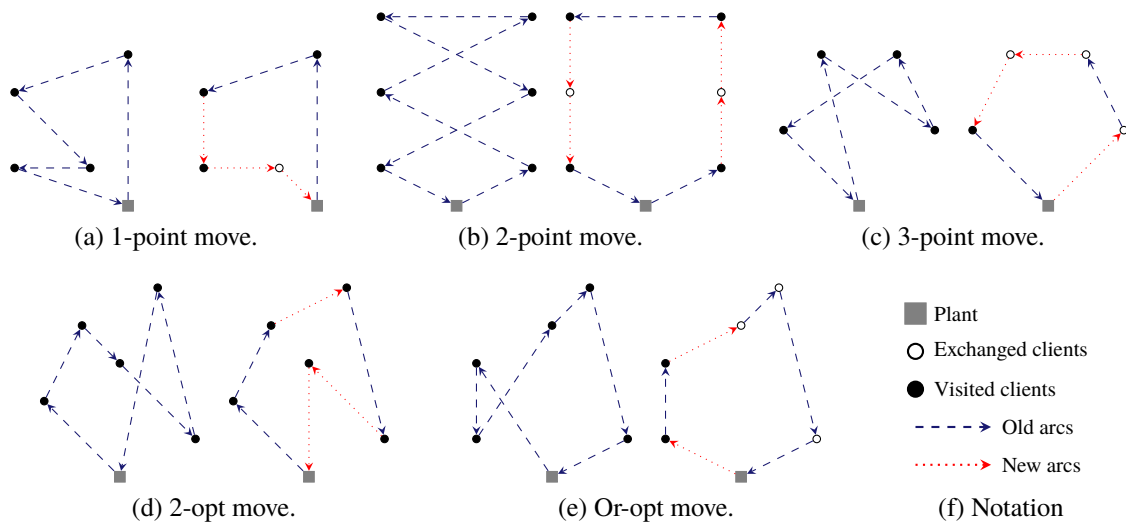 (a) 1-point move.
(b) 2-point move.
(c) 3-point move.
Plant
Exchanged clients
Visited clients
Old arcs
New arcs
(d) 2-opt move.
(e) Or-opt move.
(f) Notation